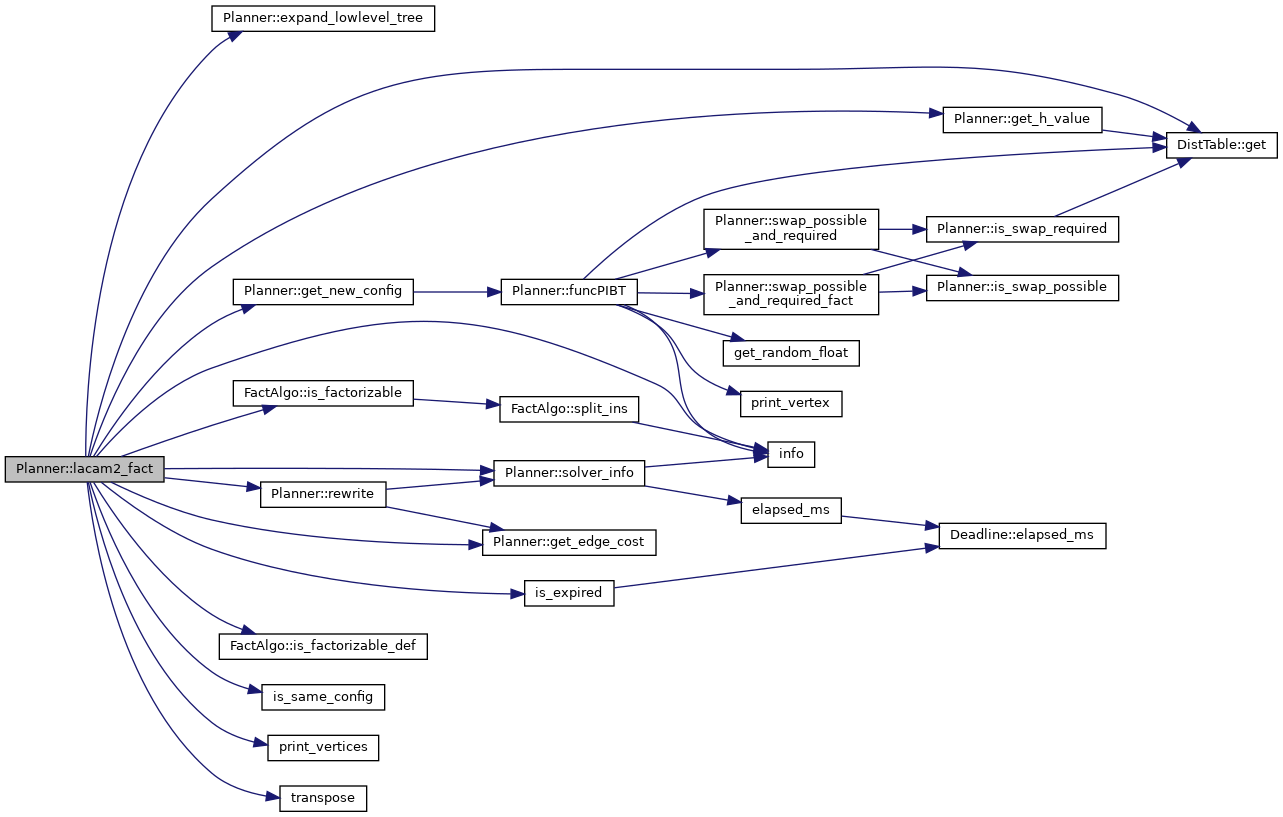 Planner::expand_lowlevel_tree
Planner::get_h_value
DistTable::get
Planner::swap_possible
_and_required
Planner::is_swap_required
Planner::get_new_config
Planner::funcPIBT
Planner::swap_possible
_and_required_fact
Planner::is_swap_possible
get_random_float
FactAlgo::is_factorizable
FactAlgo::split_ins
print_vertex
info
Planner::lacam2_fact
Planner::solver_info
Planner::rewrite
elapsed_ms
Planner::get_edge_cost
Deadline::elapsed_ms
is_expired
FactAlgo::is_factorizable_def
is_same_config
print_vertices
transpose